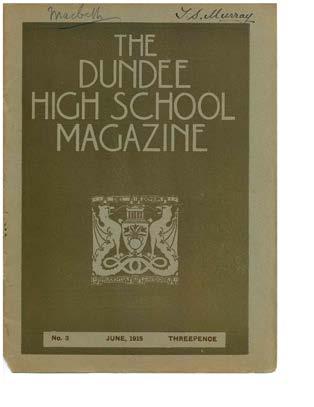 Macbeth T. S. Murray
THE
DUNDEE
HIGH SCHOOL
MAGAZINE
No. 3 JUNE, 1915 THREEPENCE